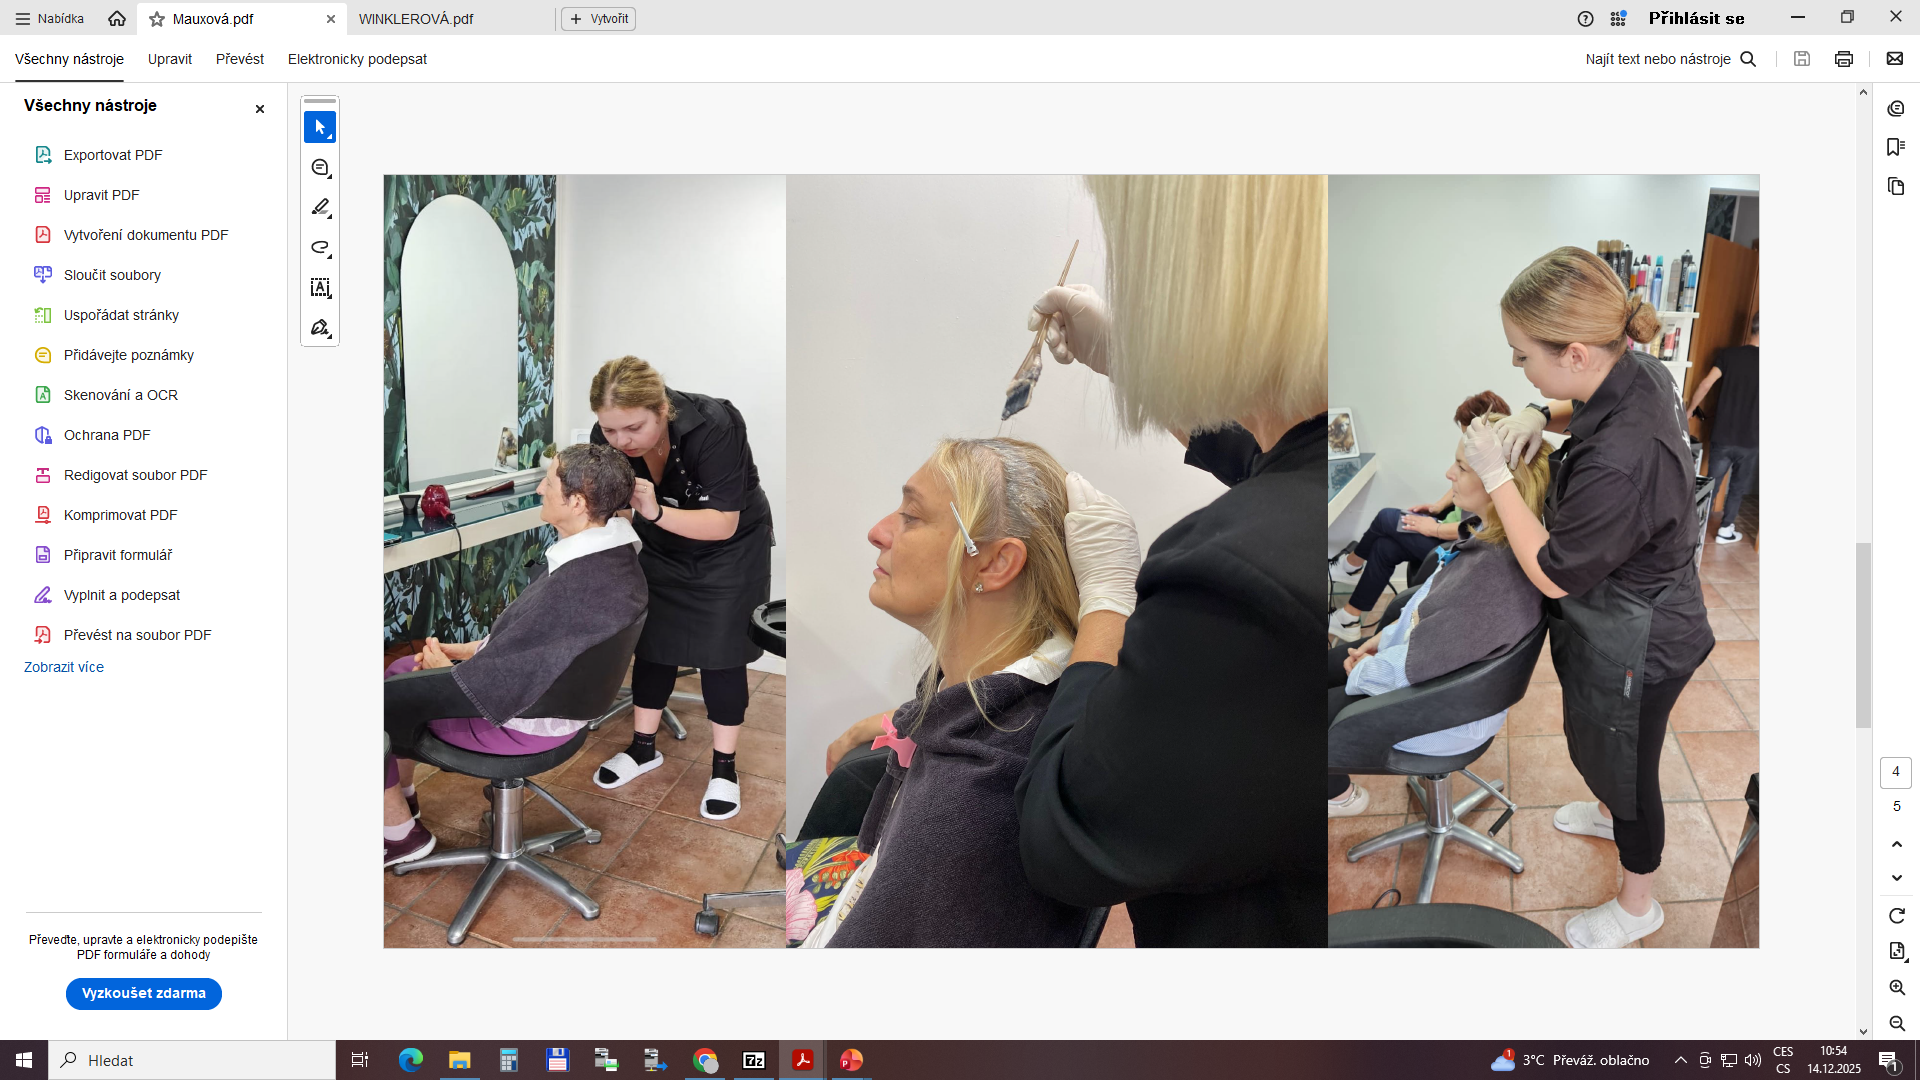 Nabídka
Mauxová.pdf
WINKLEROVÁ.pdf
Vytvořit
Přihlásit se
Všechny nástroje
Upravit
Převést
Elektronicky podepsat
Najít text nebo nástroje
Všechny nástroje
Exportovat PDF
Upravit PDF
Vytvoření dokumentu PDF
Sloučit soubory
Uspořádat stránky
Přidávejte poznámky
Skenování a OCR
Ochrana PDF
Redigovat soubor PDF
Komprimovat PDF
Připravit formulář
Vyplnit a podepsat
Převést na soubor PDF
Zobrazit více
Převeďte, upravte a elektronicky podepište
PDF formuláře a dohody
Vyzkoušet zdarma
4
5
Hledat
7z
1
3°C Převáž. oblačno
CES
CS
10:54
14.12.2025
1